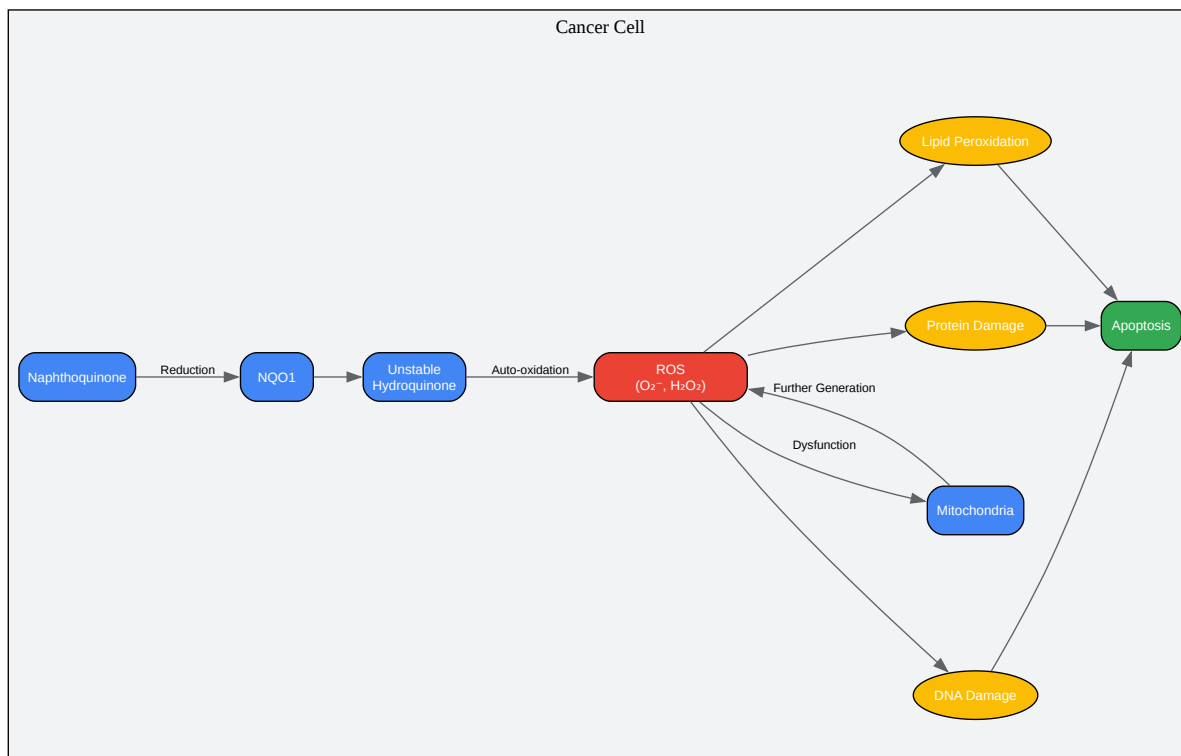 Cancer Cell
Lipid Peroxidation
Protein Damage
Apoptosis
Naphthoquinone
Reduction
NQO1
Unstable
Hydroquinone
Auto-oxidation
ROS
(O₂⁻, H₂O₂)
Further Generation
Dysfunction
Mitochondria
DNA Damage